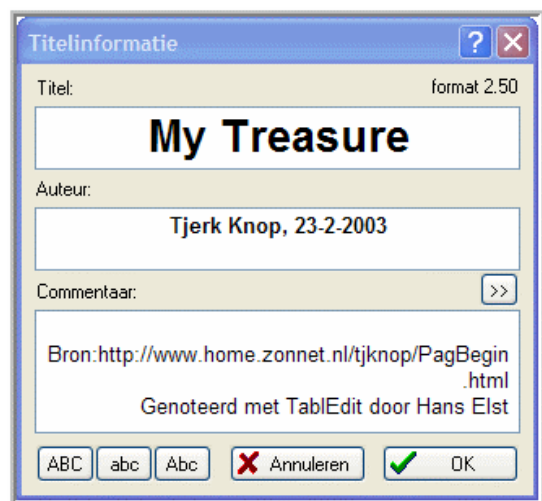 Titelinformatie
Titel: format 2.50
My Treasure
Auteur:
Tjerk Knop, 23-2-2003
Commentaar: >>
Bron:http://www.home.zonnet.nl/tjknop/PagBegin
.html
Genoteerd met TablEdit door Hans Elst
ABC abc Abc Annuleren OK